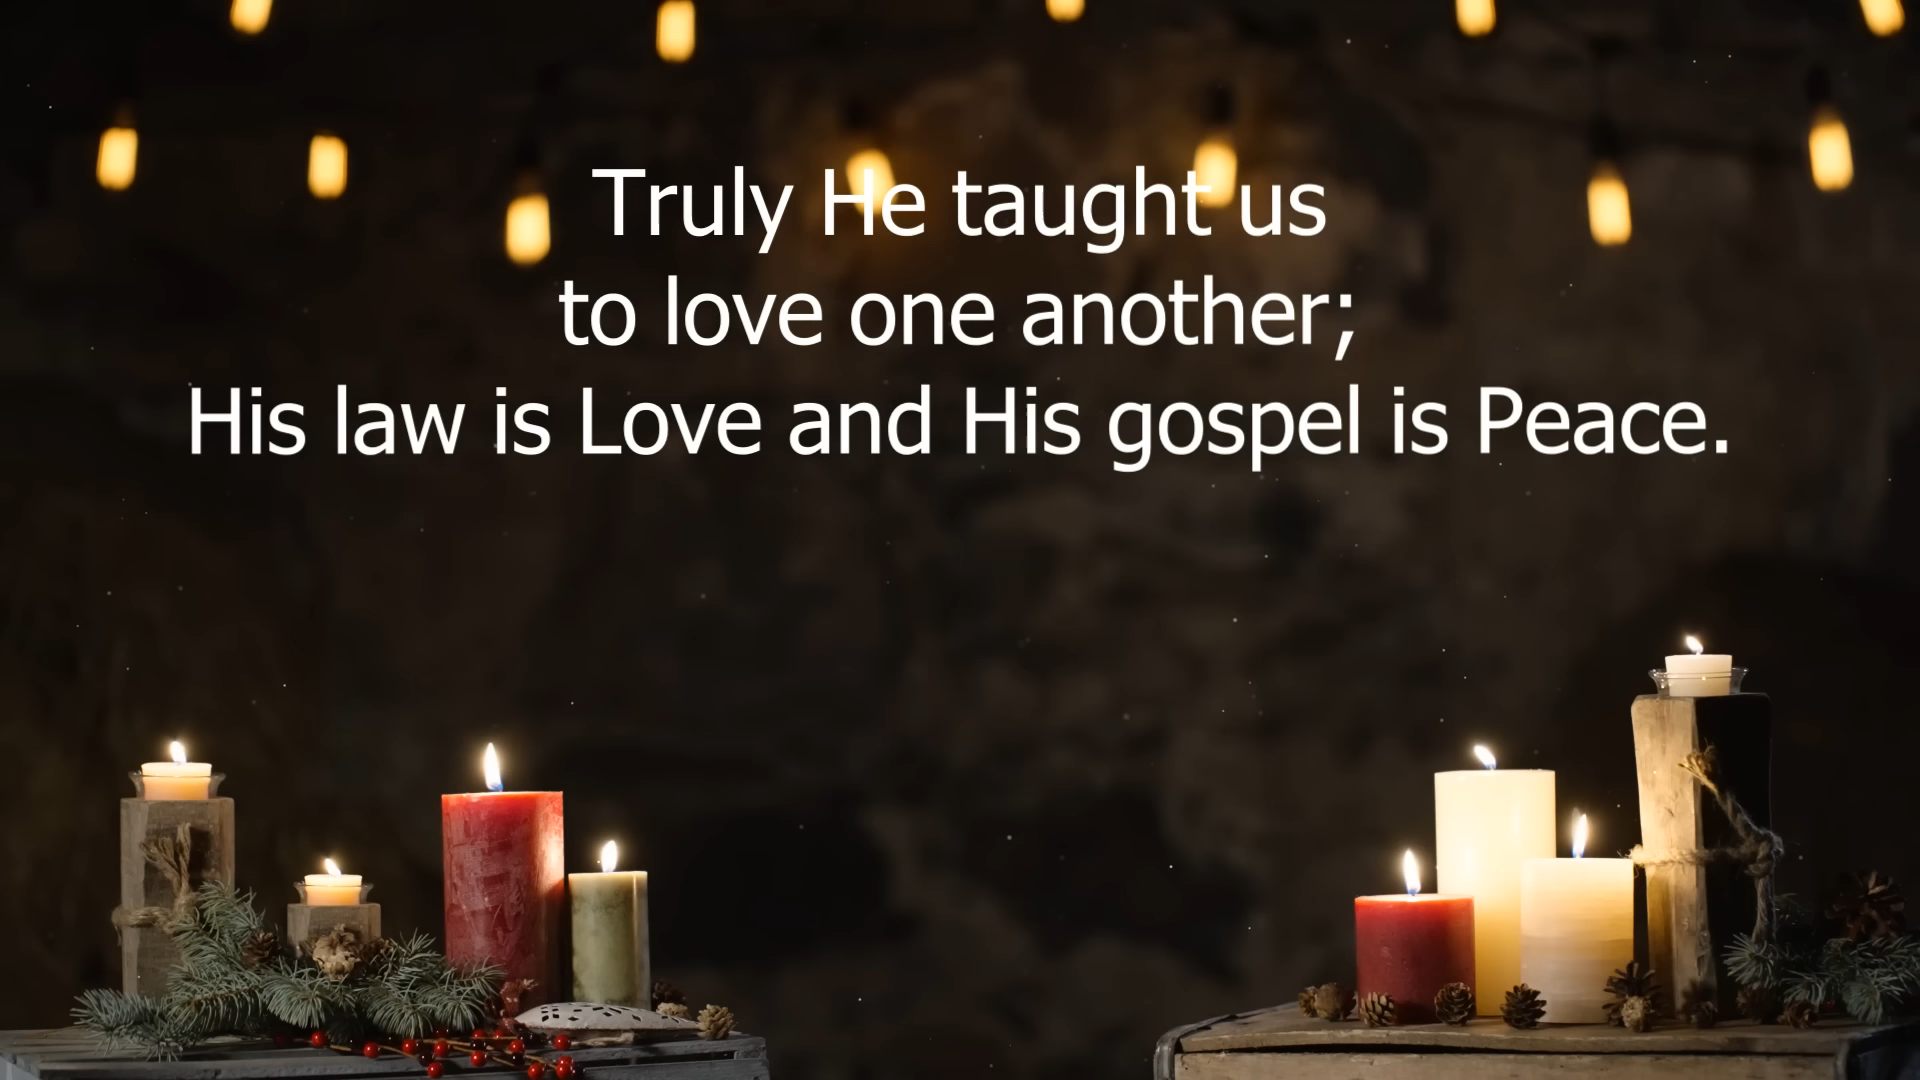 Truly He taught us
to love one another;
His law is Love and His gospel is Peace.